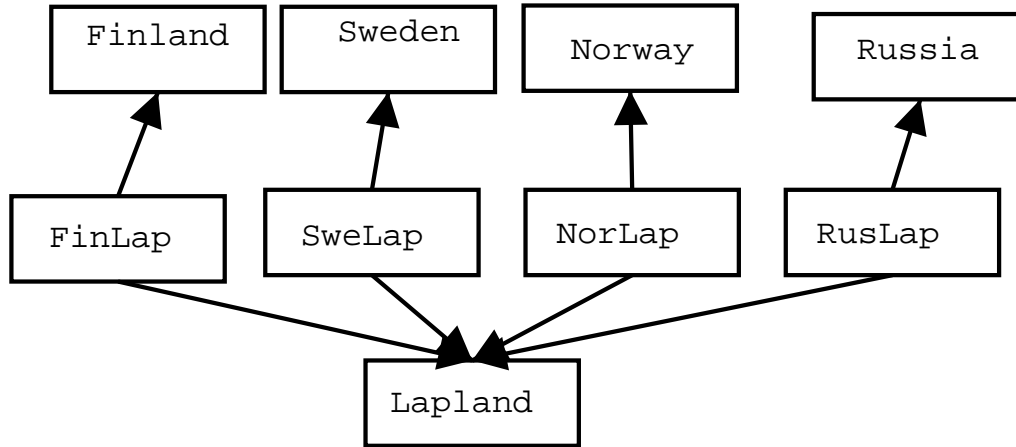 Finland
Sweden
Norway
Russia
FinLap
SweLap
NorLap
RusLap
Lapland